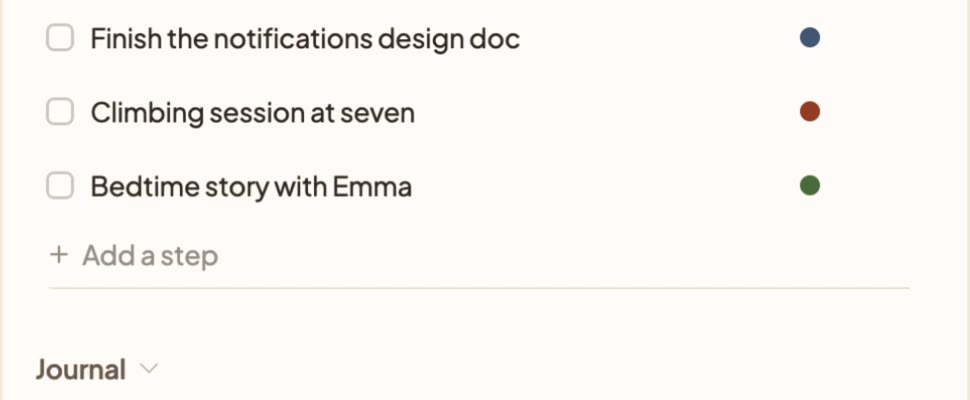 Finish the notifications design doc
Climbing session at seven
Bedtime story with Emma
+ Add a step
Journal